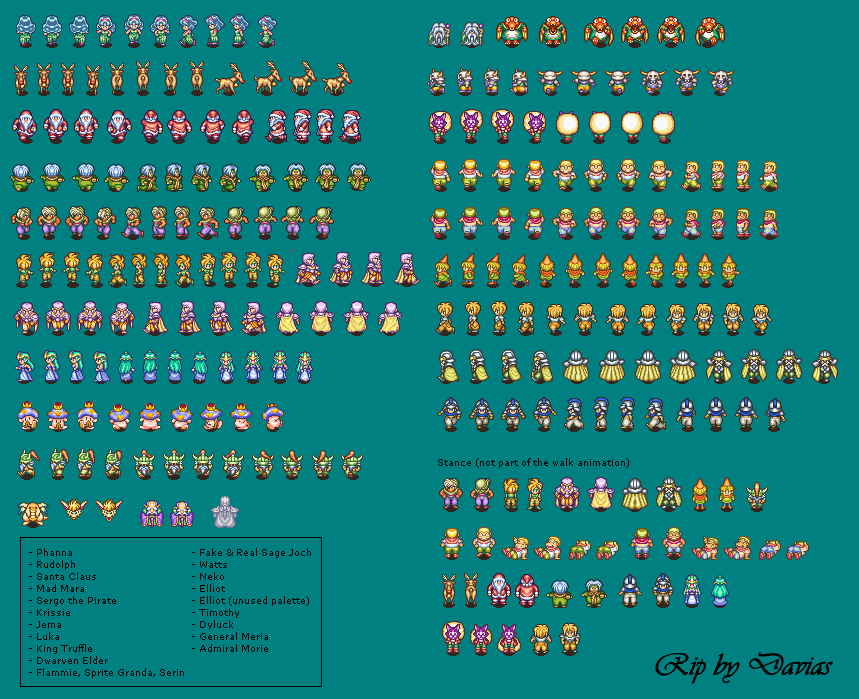 Stance (not part of the walk animation)
- Phanna
- Rudolph
- Santa Claus
- Mad Mara
- Sergo the Pirate
- Krissie
- Jema
- Luka
- King Truffle
- Dwarven Elder
- Flammie, Sprite Granda, Serin
- Fake & Real Sage Joch
- Watts
- Neko
- Elliot
- Elliot (unused palette)
- Timothy
- Dyluck
- General Meria
- Admiral Morie
Rip by Davias